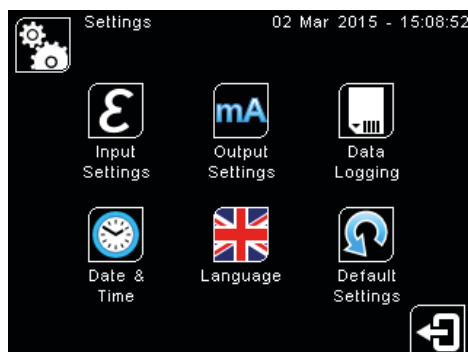 Settings
02 Mar 2015 - 15:08:52
ε
mA
Input
Settings
Output
Settings
Data
Logging
Date &
Time
Language
Default
Settings